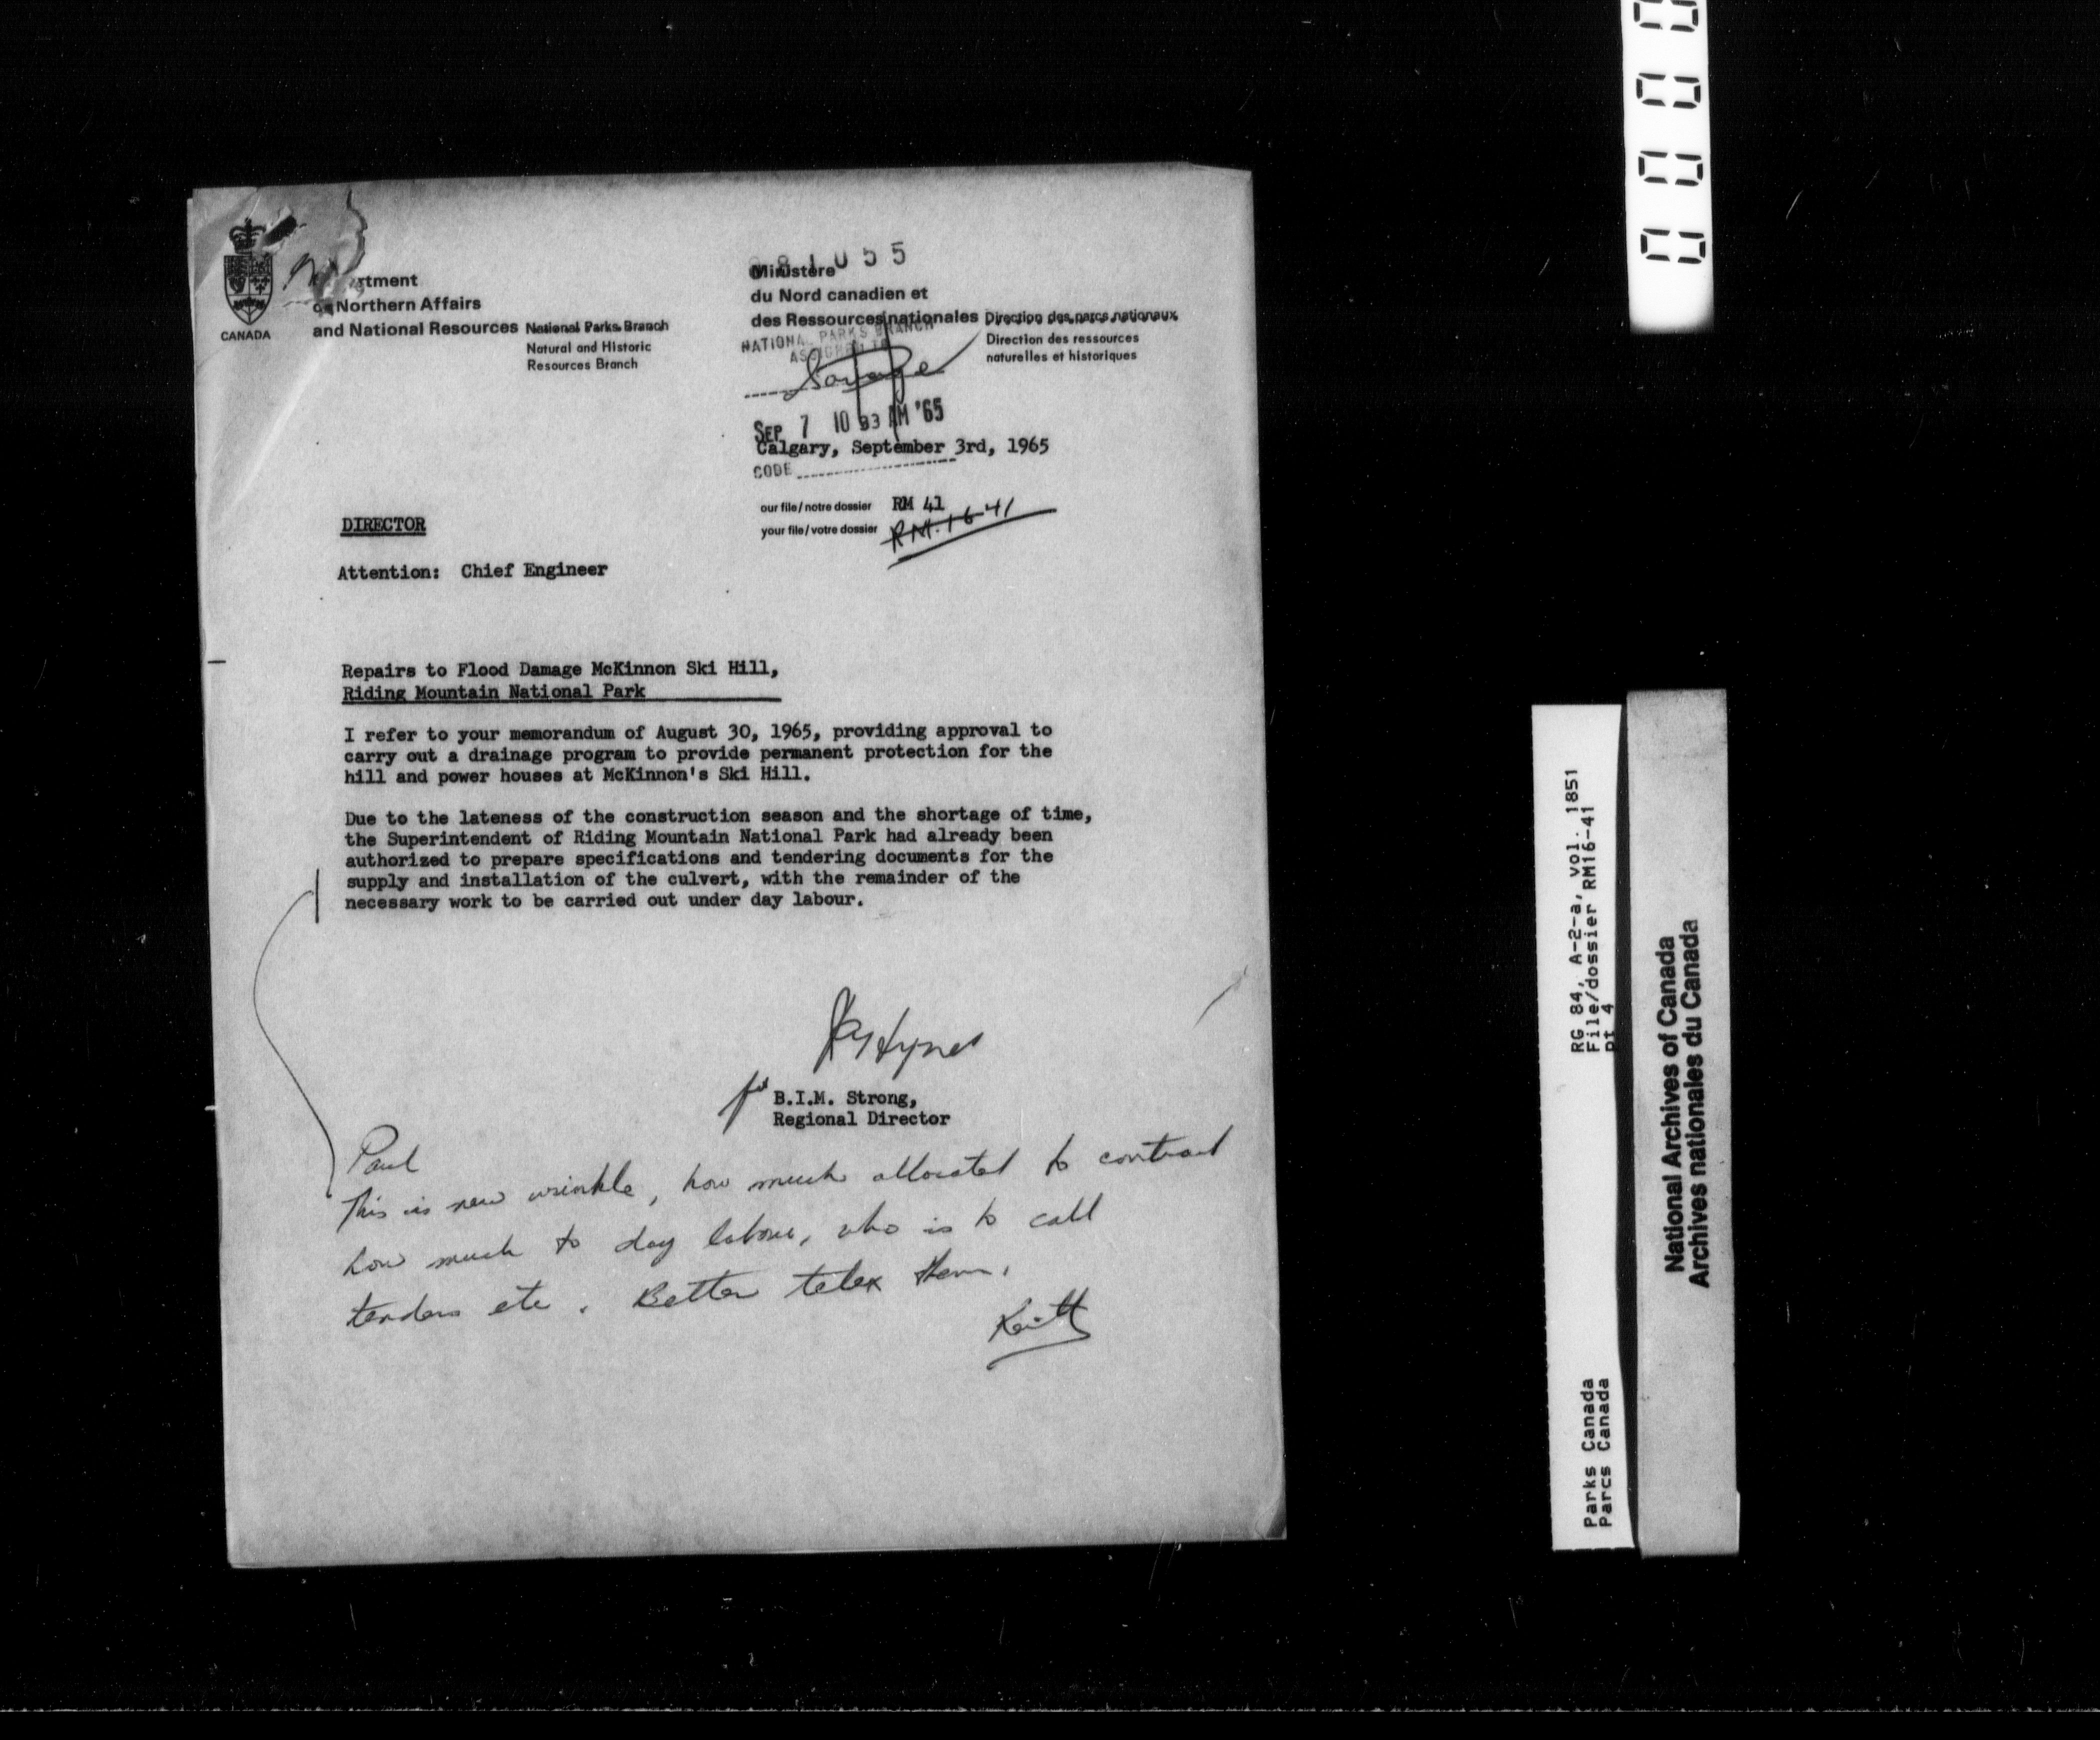 CANADA
of Northern Affairs
and National Resources
National Parks Branch
Natural and Historic
Resources Branch
Ministère
du Nord canadien et
des Ressources nationales
Direction des parcs nationaux
Direction des ressources
naturelles et historiques
NATIONAL PARKS BRANCH
ASSIGNED TO
Savage
SEP 7 10 33 AM '65
Calgary, September 3rd, 1965
CODE
our file/notre dossier RM 41
your file/votre dossier RM.16-41
DIRECTOR
Attention: Chief Engineer
Repairs to Flood Damage McKinnon Ski Hill,
Riding Mountain National Park
I refer to your memorandum of August 30, 1965, providing approval to
carry out a drainage program to provide permanent protection for the
hill and power houses at McKinnon's Ski Hill.
Due to the lateness of the construction season and the shortage of time,
the Superintendent of Riding Mountain National Park had already been
authorized to prepare specifications and tendering documents for the
supply and installation of the culvert, with the remainder of the
necessary work to be carried out under day labour.
for B.I.M. Strong,
Regional Director
Paul
This is new wrinkle, how much allocated to contract
how much to day labour, who is to call
tenders etc. Better telex them.
Keith
RG 84, A-2-a, vol. 1851
File/dossier RM16-41
pt 4
Parks Canada
Parcs Canada
National Archives of Canada
Archives nationales du Canada